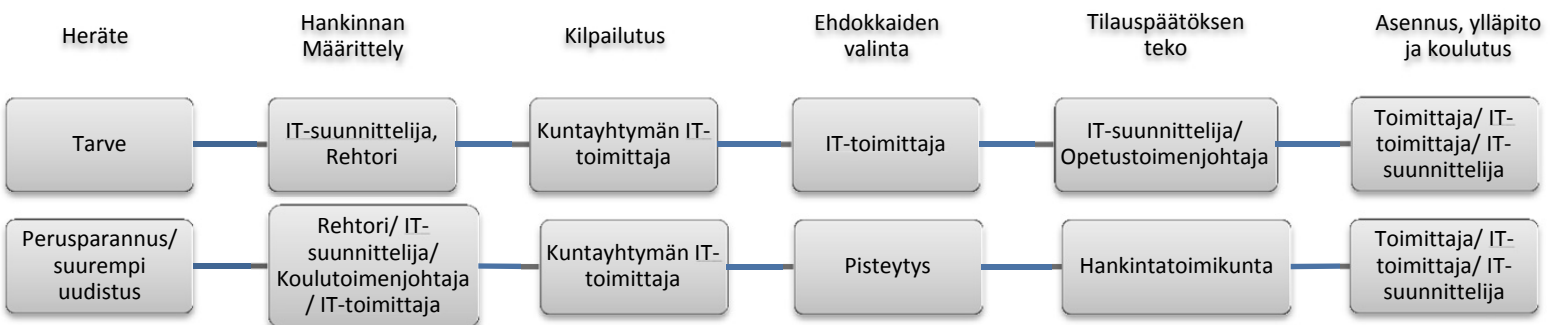 Heräte
Hankinnan
Määrittely
Kilpailutus
Ehdokkaiden
valinta
Tilauspäätöksen
teko
Asennus, ylläpito
ja koulutus
Tarve
IT-suunnittelija,
Rehtori
Kuntayhtymän IT-
toimittaja
IT-toimittaja
IT-suunnittelija/
Opetustoimenjohtaja
Toimittaja/ IT-
toimittaja/ IT-
suunnittelija
Perusparannus/
suurempi
uudistus
Rehtori/ IT-
suunnittelija/
Koulutoimenjohtaja
/ IT-toimittaja
Kuntayhtymän IT-
toimittaja
Pisteytys
Hankintatoimikunta
Toimittaja/ IT-
toimittaja/ IT-
suunnittelija